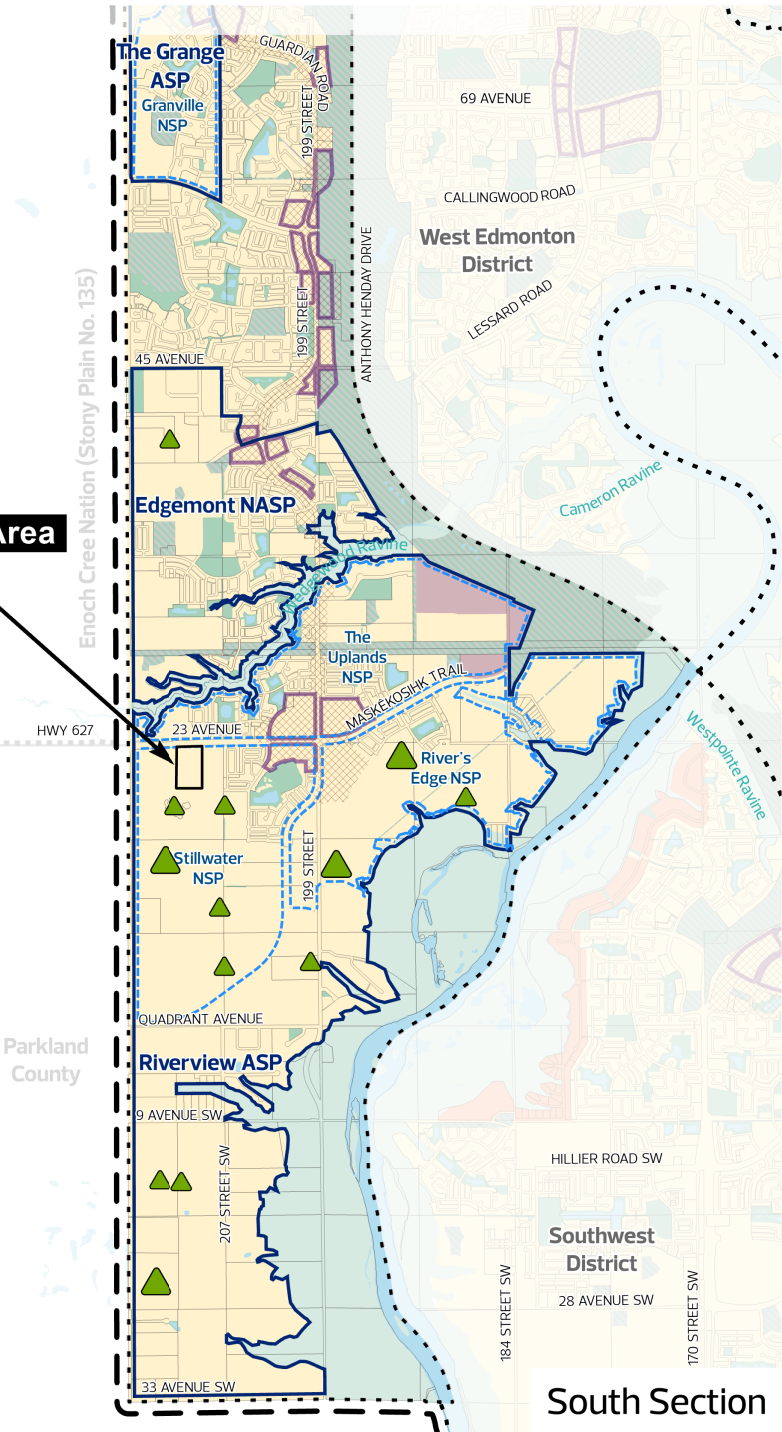 The Grange
ASP
Granville
NSP
GUARDIAN ROAD
199 STREET
69 AVENUE
CALLINGWOOD ROAD
West Edmonton
District
ANTHONY HENDAY DRIVE
LESSARD ROAD
199 STREET
45 AVENUE
Enoch Cree Nation (Stony Plain No. 135)
Cameron Ravine
Edgemont NASP
Area
Wedgewood Ravine
The
Uplands
NSP
MASKEKOSIHK TRAIL
HWY 627
23 AVENUE
Westpointe Ravine
River's
Edge NSP
Stillwater
NSP
199 STREET
QUADRANT AVENUE
Parkland
County
Riverview ASP
9 AVENUE SW
207 STREET SW
HILLIER ROAD SW
Southwest
District
184 STREET SW
28 AVENUE SW
170 STREET SW
33 AVENUE SW
South Section